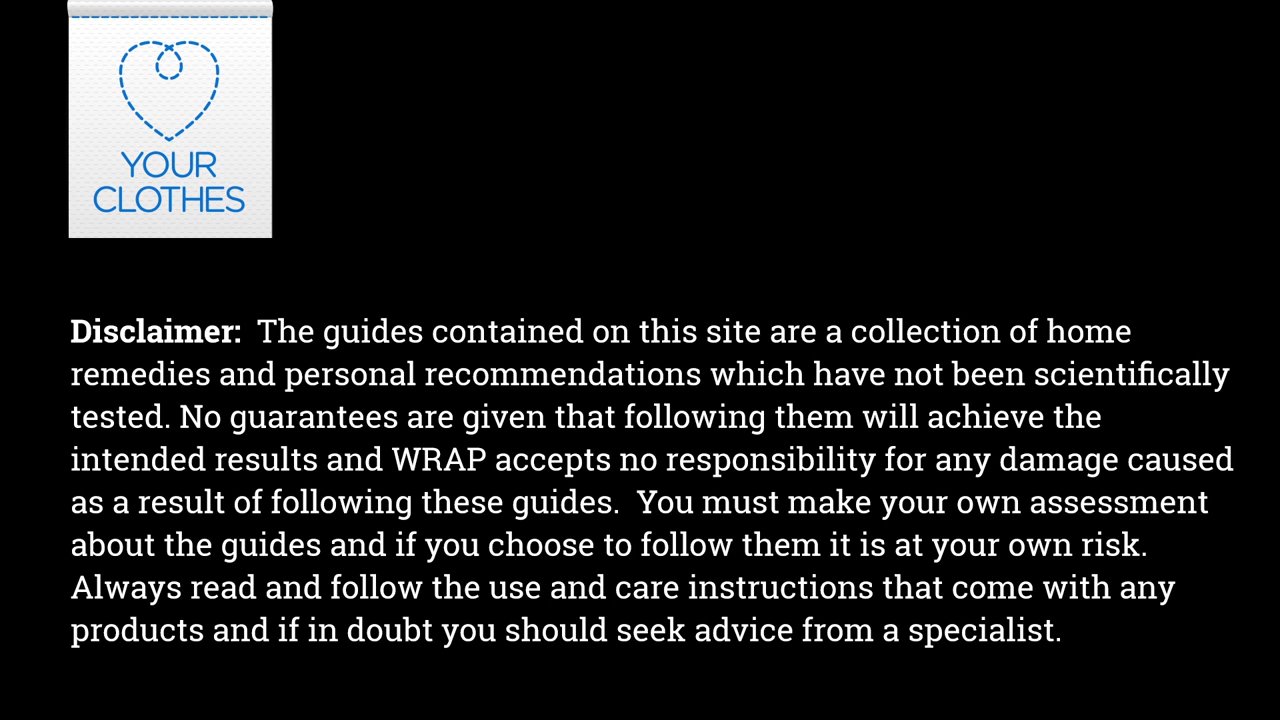 YOUR
CLOTHES
Disclaimer:  The guides contained on this site are a collection of home
remedies and personal recommendations which have not been scientifically
tested. No guarantees are given that following them will achieve the
intended results and WRAP accepts no responsibility for any damage caused
as a result of following these guides.  You must make your own assessment
about the guides and if you choose to follow them it is at your own risk.
Always read and follow the use and care instructions that come with any
products and if in doubt you should seek advice from a specialist.